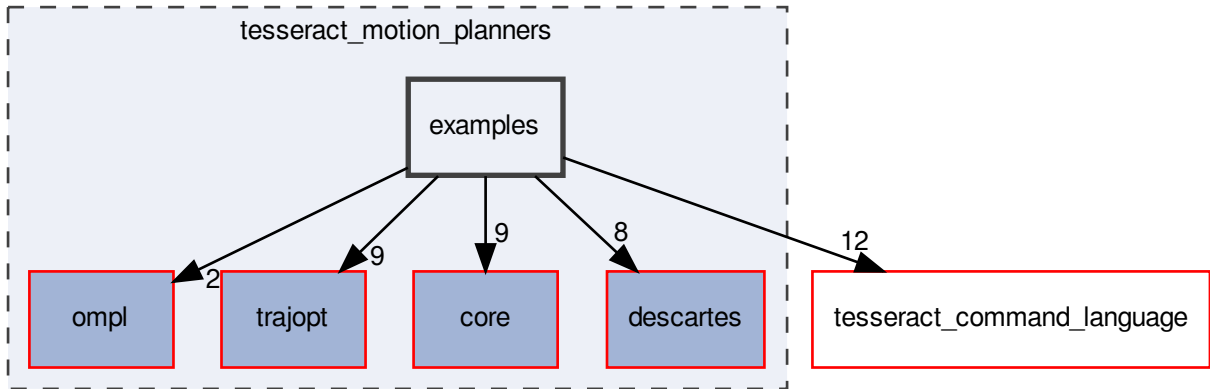 tesseract_motion_planners
examples
12
8
9
9
2
ompl
trajopt
core
descartes
tesseract_command_language